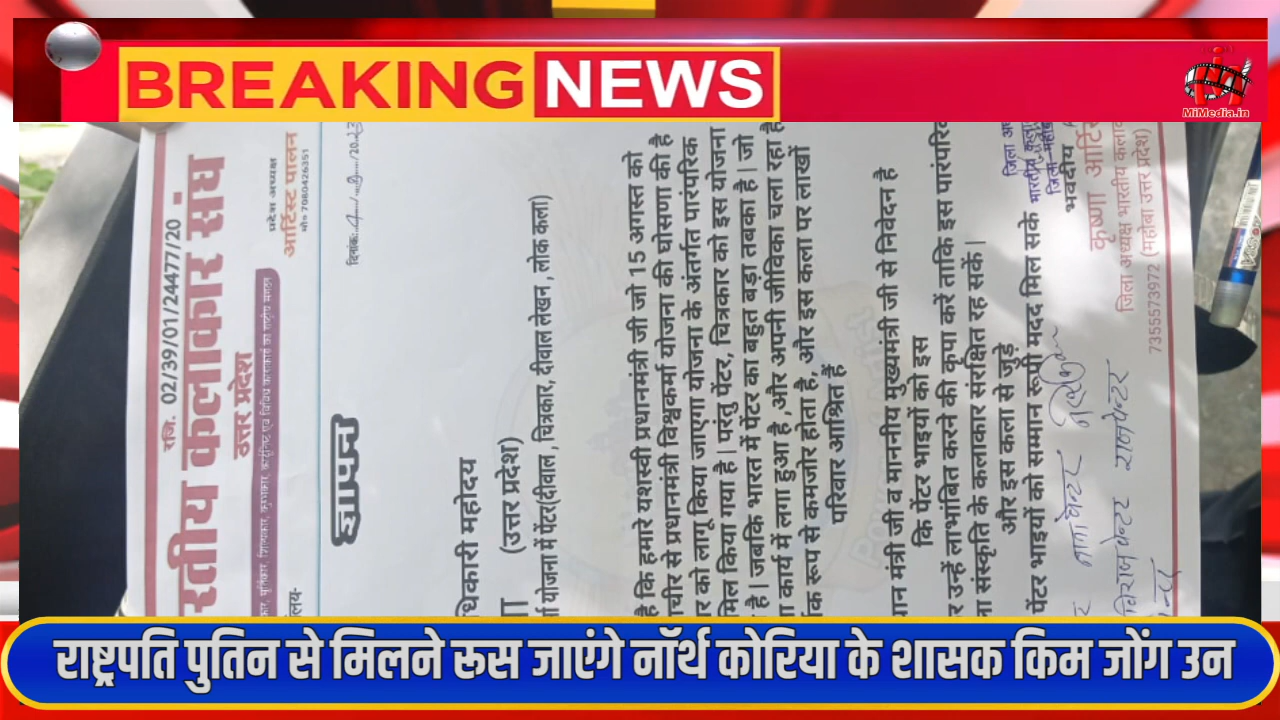 BREAKING NEWS
MiMedia.in
रजि. 02/39/01/24477/20
रतीय कलाकार संघ
उत्तर प्रदेश
प्रदेश अध्यक्ष
आर्टिस्ट पालन
मो० 7080426351
लय-
दिनांक:
ज्ञापन
धिकारी महोदय
(उत्तर प्रदेश)
योजना में पेंटर(दीवाल , चित्रकार, दीवाल लेखन , लोक कला)
है कि हमारे यशस्वी प्रधानमंत्री जी जो 15 अगस्त को
चीर से प्रधानमंत्री विश्वकर्मा योजना की घोसणा की है
र को लागू किया जाएगा योजना के अंतर्गत पारंपरिक
मिल किया गया है | परंतु पेंटर, चित्रकार को इस योजना
है | जबकि भारत में पेंटर का बहुत बड़ा तबका है | जो
कार्य में लगा हुआ है ,और अपनी जीविका चला रहा है
क रूप से कमजोर होता है, और इस कला पर लाखों
परिवार आश्रित हैं
मंत्री जी व माननीय मुख्यमंत्री जी से निवेदन है
कि पेंटर भाइयों को इस
र उन्हें लाभांबित करने की कृपा करें ताकि इस पारंपरि
संस्कृति के कलाकार संरक्षित रह सकें |
और इस कला से जुड़े
पेंटर भाइयों को सम्मान रूपी मदद मिल सके
भवदीय
कृष्णा आर्टि
जिला अध्यक्ष भारतीय कला
7355573972 (महोबा उत्तर प्रदेश)
राष्ट्रपति पुतिन से मिलने रूस जाएंगे नॉर्थ कोरिया के शासक किम जोंग उन